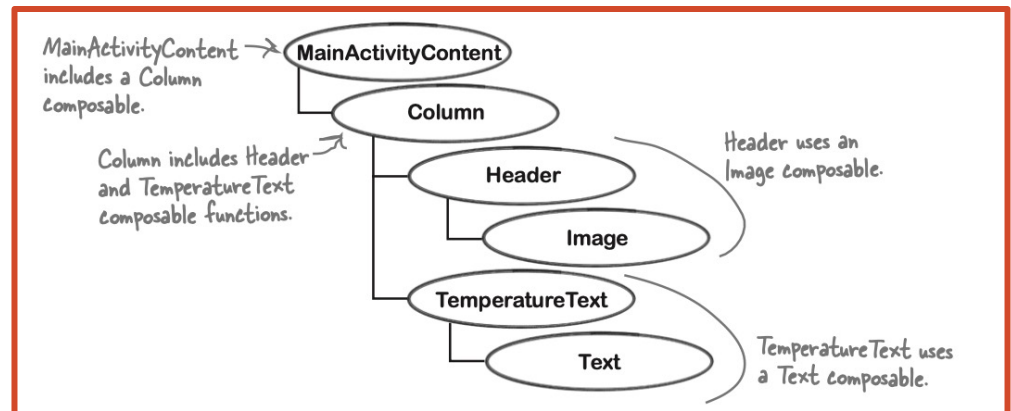 MainActivityContent
includes a Column
composable.
MainActivityContent
Column
Column includes Header
and TemperatureText
composable functions.
Header
Header uses an
Image composable.
Image
TemperatureText
Text
TemperatureText uses
a Text composable.